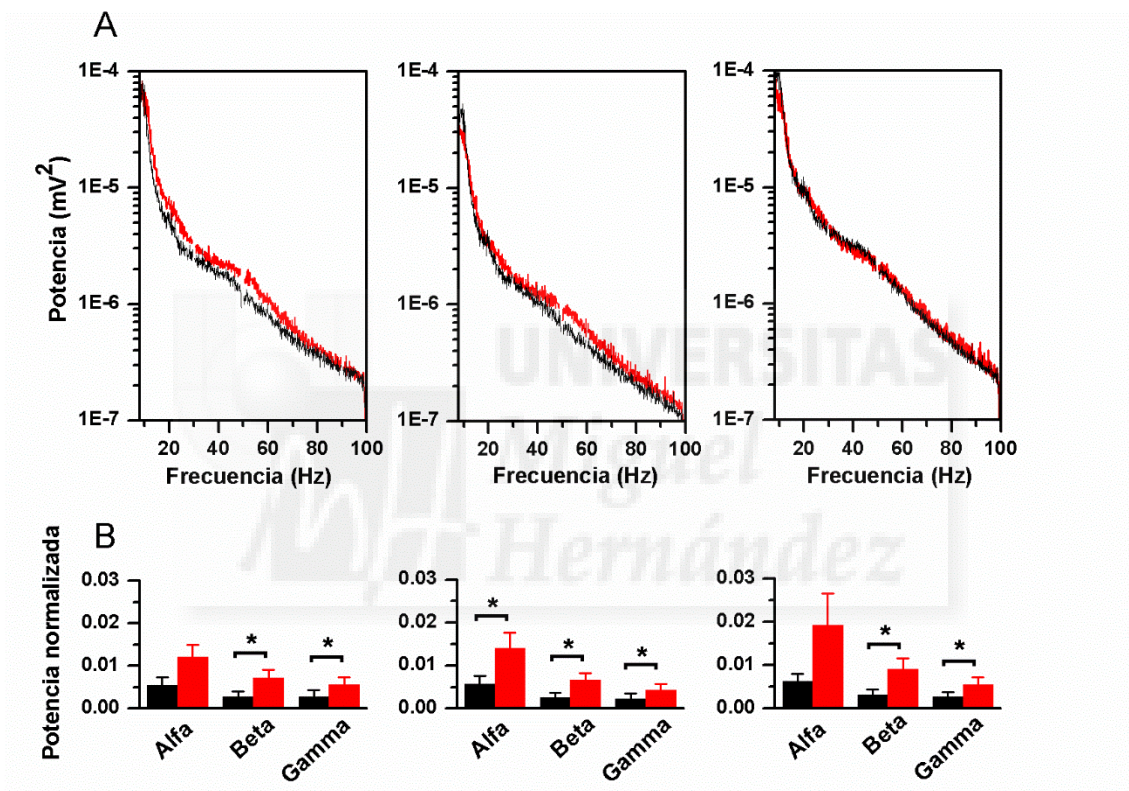 A
1E-4 1E-4 1E-4
1E-5 1E-5 1E-5
1E-6 1E-6 1E-6
1E-7 1E-7 1E-7
Potencia (mV²)
20 40 60 80 100 20 40 60 80 100 20 40 60 80 100
Frecuencia (Hz) Frecuencia (Hz) Frecuencia (Hz)
UNIVERSITAS
Miguel
Hernández
B
Potencia normalizada
0.03 0.03 0.03
0.02 0.02 0.02
0.01 0.01 0.01
0.00 0.00 0.00
* * * * * * *
Alfa Beta Gamma Alfa Beta Gamma Alfa Beta Gamma